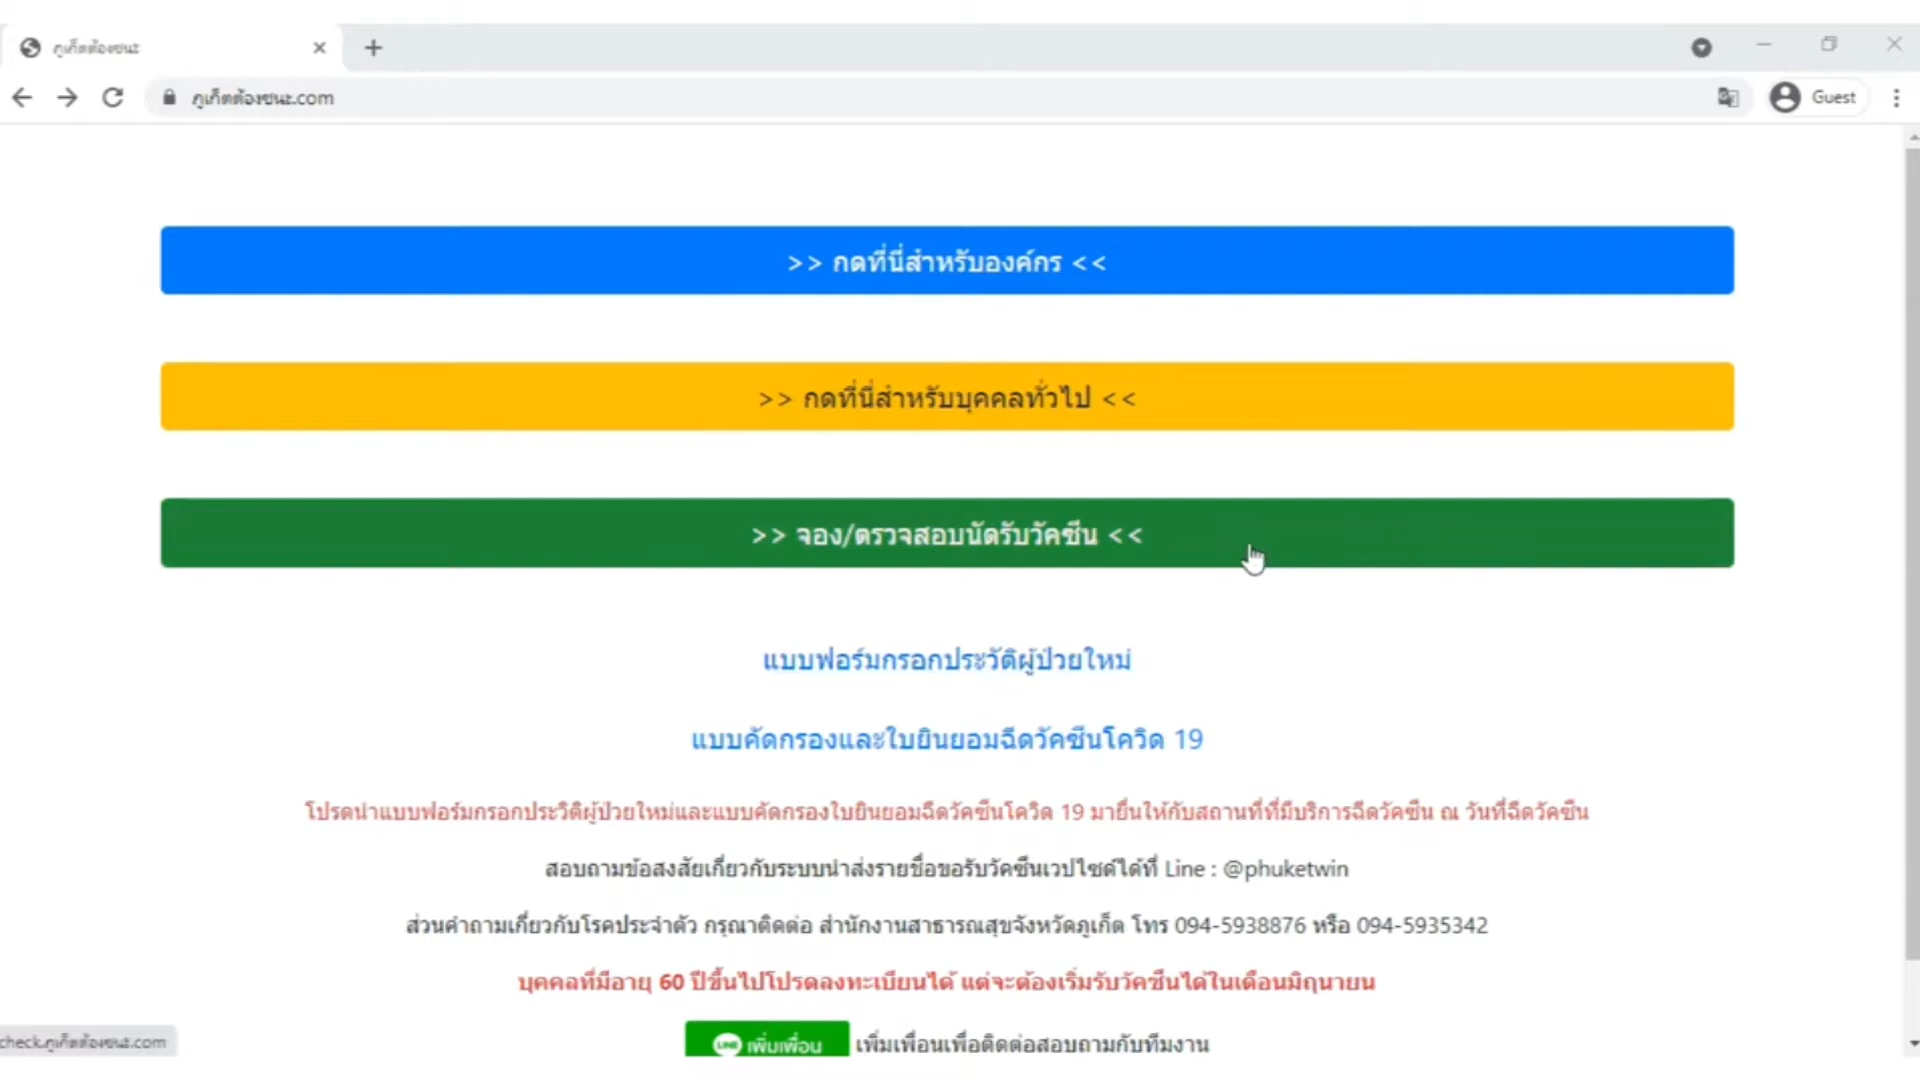 ภูเก็ตต้องชนะ
ภูเก็ตต้องชนะ.com
Guest
>> กดที่นี่สำหรับองค์กร <<
>> กดที่นี่สำหรับบุคคลทั่วไป <<
>> จอง/ตรวจสอบนัดรับวัคซีน <<
แบบฟอร์มกรอกประวัติผู้ป่วยใหม่
แบบคัดกรองและใบยินยอมฉีดวัคซีนโควิด 19
โปรดนำแบบฟอร์มกรอกประวิติผู้ป่วยใหม่และแบบคัดกรองใบยินยอมฉีดวัคซีนโควิด 19 มายื่นให้กับสถานที่ที่มีบริการฉีดวัคซีน ณ วันที่ฉีดวัคซีน
สอบถามข้อสงสัยเกี่ยวกับระบบนำส่งรายชื่อขอรับวัคซีนเวปไซด์ได้ที่ Line : @phuketwin
ส่วนคำถามเกี่ยวกับโรคประจำตัว กรุณาติดต่อ สำนักงานสาธารณสุขจังหวัดภูเก็ต โทร 094-5938876 หรือ 094-5935342
บุคคลที่มีอายุ 60 ปีขึ้นไปโปรดลงทะเบียนได้ แต่จะต้องเริ่มรับวัคซีนได้ในเดือนมิถุนายน
LINE เพิ่มเพื่อน เพิ่มเพื่อนเพื่อติดต่อสอบถามกับทีมงาน
check.ภูเก็ตต้องชนะ.com